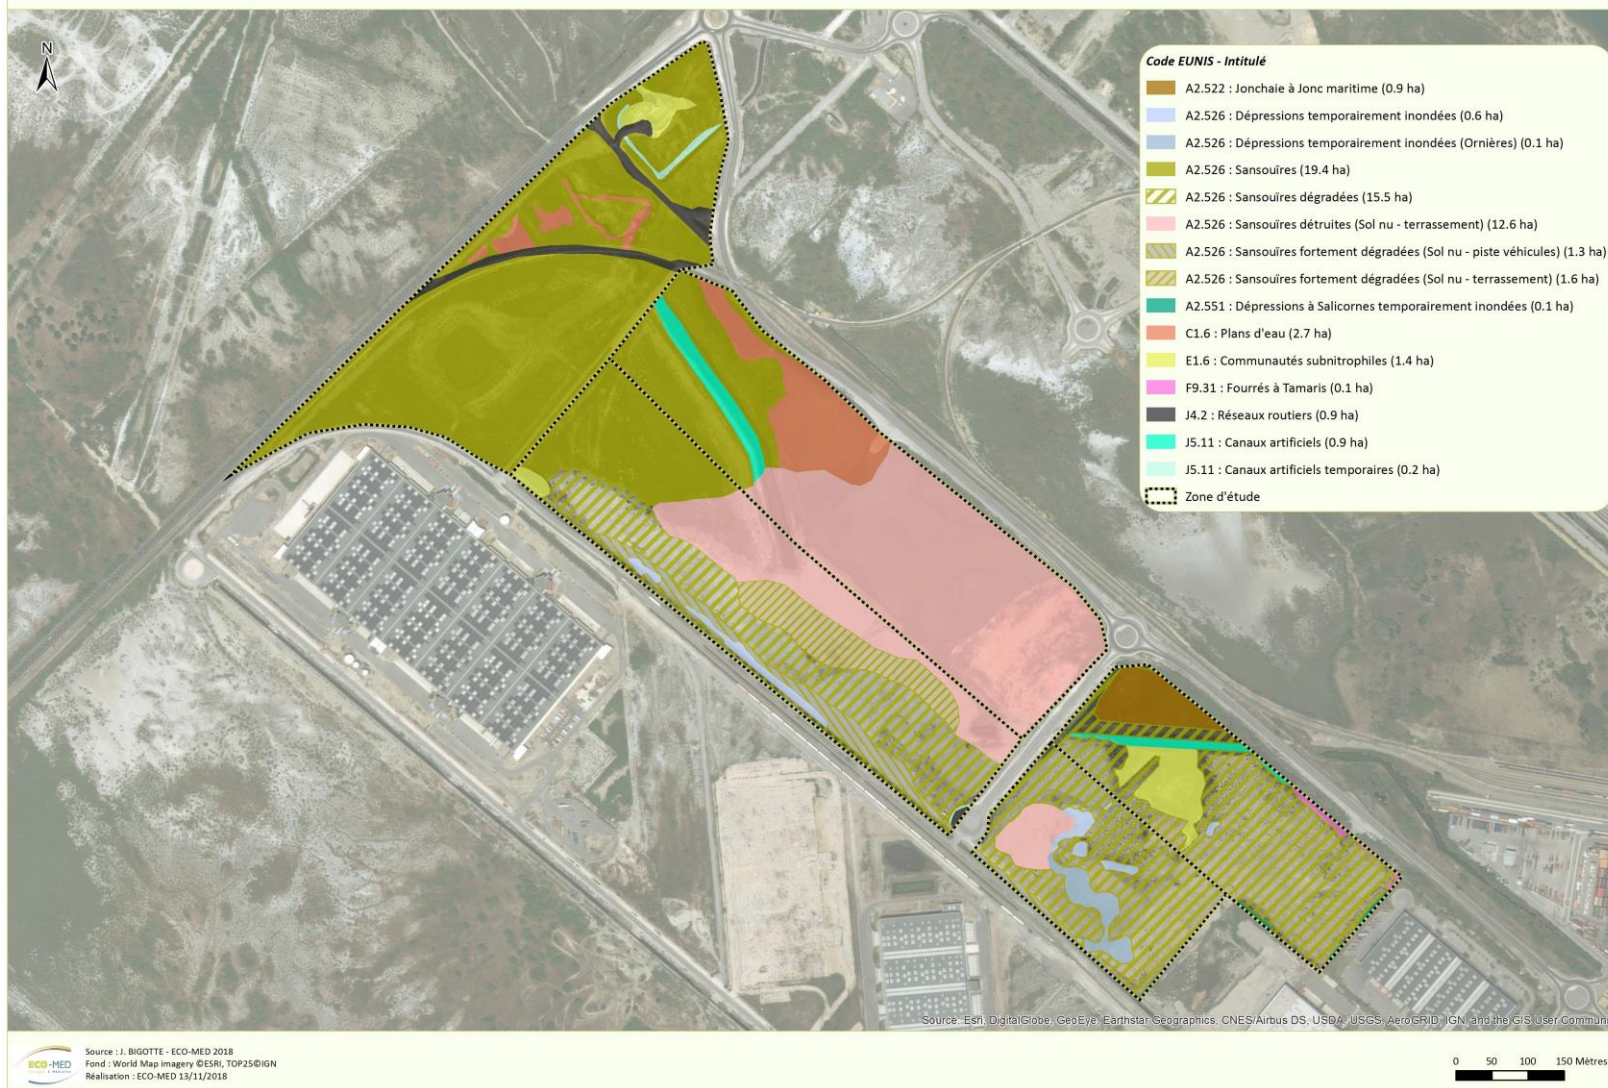 N
Code EUNIS - Intitulé
A2.522 : Jonchaie à Jonc maritime (0.9 ha)
A2.526 : Dépressions temporairement inondées (0.6 ha)
A2.526 : Dépressions temporairement inondées (Ornières) (0.1 ha)
A2.526 : Sansouïres (19.4 ha)
A2.526 : Sansouïres dégradées (15.5 ha)
A2.526 : Sansouïres détruites (Sol nu - terrassement) (12.6 ha)
A2.526 : Sansouïres fortement dégradées (Sol nu - piste véhicules) (1.3 ha)
A2.526 : Sansouïres fortement dégradées (Sol nu - terrassement) (1.6 ha)
A2.551 : Dépressions à Salicornes temporairement inondées (0.1 ha)
C1.6 : Plans d'eau (2.7 ha)
E1.6 : Communautés subnitrophiles (1.4 ha)
F9.31 : Fourrés à Tamaris (0.1 ha)
J4.2 : Réseaux routiers (0.9 ha)
J5.11 : Canaux artificiels (0.9 ha)
J5.11 : Canaux artificiels temporaires (0.2 ha)
Zone d'étude
Source: Esri, DigitalGlobe, GeoEye, Earthstar Geographics, CNES/Airbus DS, USDA, USGS, AeroGRID, IGN, and the GIS User Commun
ECO-MED
Source : J. BIGOTTE - ECO-MED 2018
Fond : World Map imagery ©ESRI, TOP25©IGN
Réalisation : ECO-MED 13/11/2018
0 50 100 150 Mètres